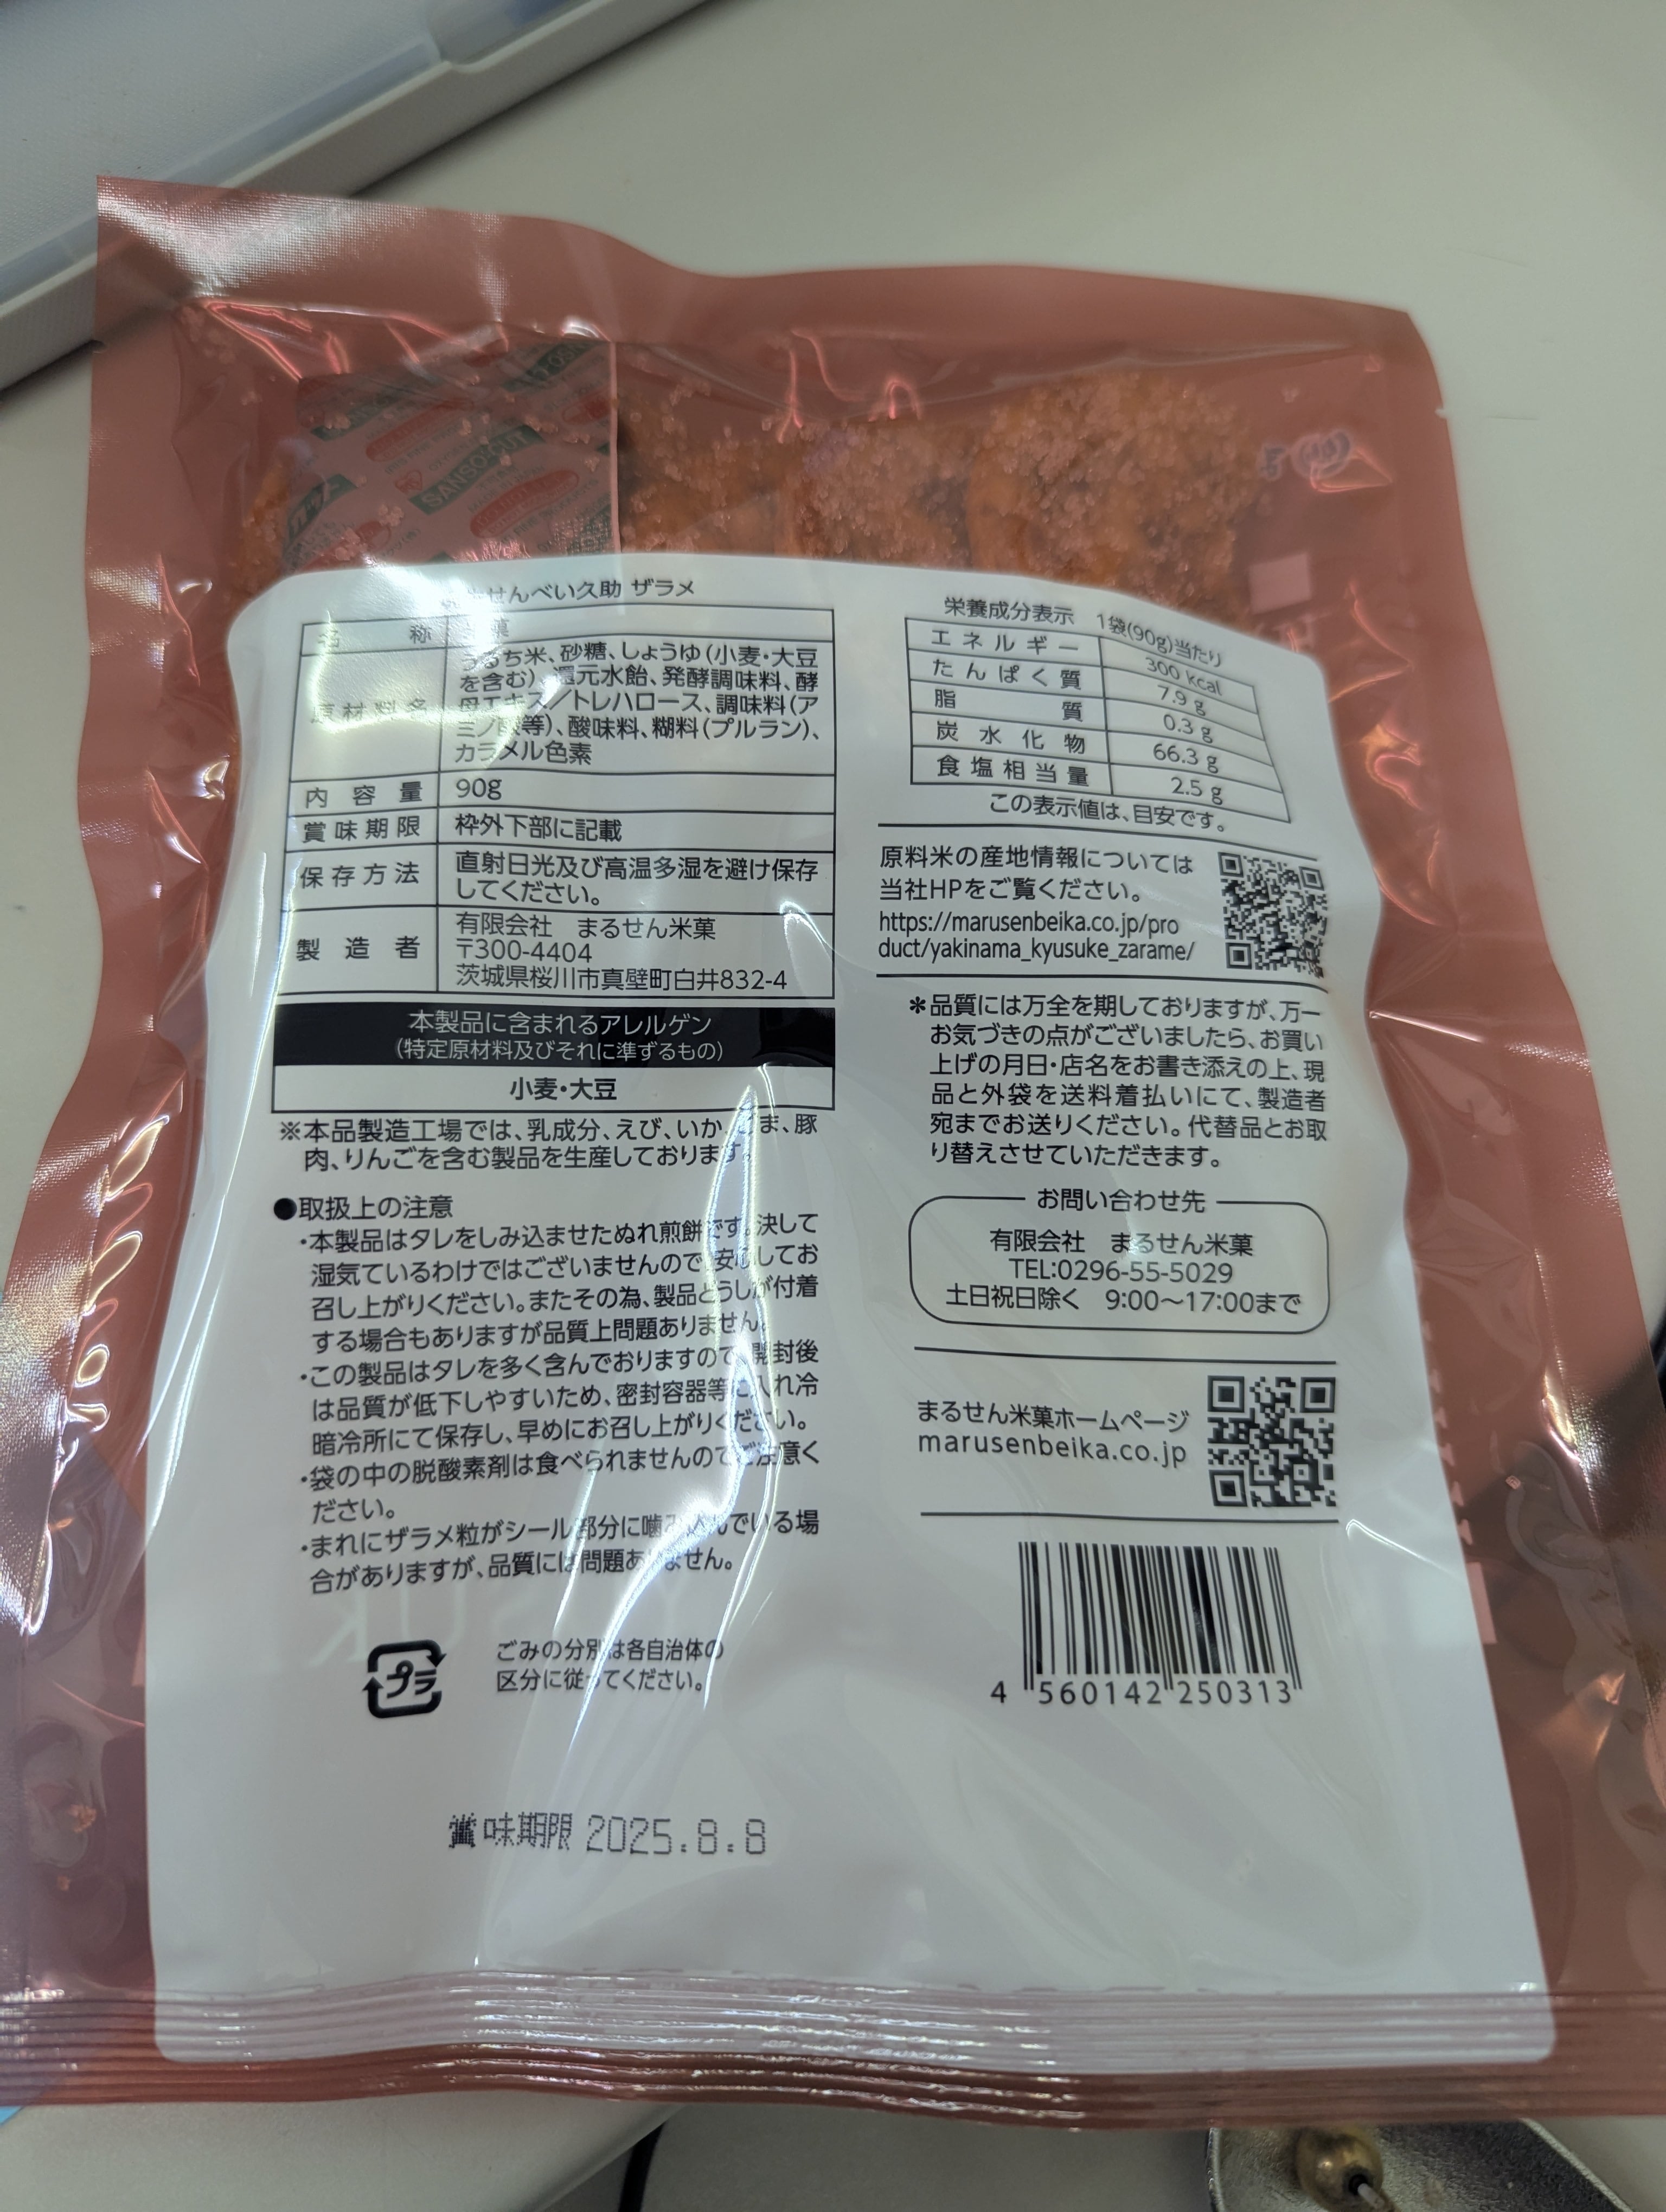 SANSO-CUT
せんべい久助 ザラメ
名称 菓
原材料名 うるち米、砂糖、しょうゆ(小麦・大豆
を含む)、還元水飴、発酵調味料、酵
母エキス/トレハロース、調味料(ア
ミノ酸等)、酸味料、糊料(プルラン)、
カラメル色素
内容量 90g
賞味期限 枠外下部に記載
保存方法 直射日光及び高温多湿を避け保存
してください。
製造者 有限会社 まるせん米菓
〒300-4404
茨城県桜川市真壁町白井832-4
本製品に含まれるアレルゲン
(特定原材料及びそれに準ずるもの)
小麦・大豆
※本品製造工場では、乳成分、えび、いか、ごま、豚
肉、りんごを含む製品を生産しております。
●取扱上の注意
・本製品はタレをしみ込ませたぬれ煎餅です。決して
湿気ているわけではございませんので安心してお
召し上がりください。またその為、製品どうしが付着
する場合もありますが品質上問題ありません。
・この製品はタレを多く含んでおりますので、開封後
は品質が低下しやすいため、密封容器等に入れ冷
暗冷所にて保存し、早めにお召し上がりください。
・袋の中の脱酸素剤は食べられませんのでご注意く
ださい。
・まれにザラメ粒がシール部分に噛み込んでいる場
合がありますが、品質には問題ありません。
プラ
ごみの分別は各自治体の
区分に従ってください。
賞味期限 2025.8.8
栄養成分表示 1袋(90g)当たり
エネルギー 300 kcal
たんぱく質 7.9 g
脂質 0.3 g
炭水化物 66.3 g
食塩相当量 2.5 g
この表示値は、目安です。
原料米の産地情報については
当社HPをご覧ください。
https://marusenbeika.co.jp/pro
duct/yakinama_kyusuke_zarame/
＊品質には万全を期しておりますが、万一
お気づきの点がございましたら、お買い
上げの月日・店名をお書き添えの上、現
品と外袋を送料着払いにて、製造者
宛までお送りください。代替品とお取
り替えさせていただきます。
お問い合わせ先
有限会社 まるせん米菓
TEL:0296-55-5029
土日祝日除く 9:00～17:00まで
まるせん米菓ホームページ
marusenbeika.co.jp
4 560142 250313